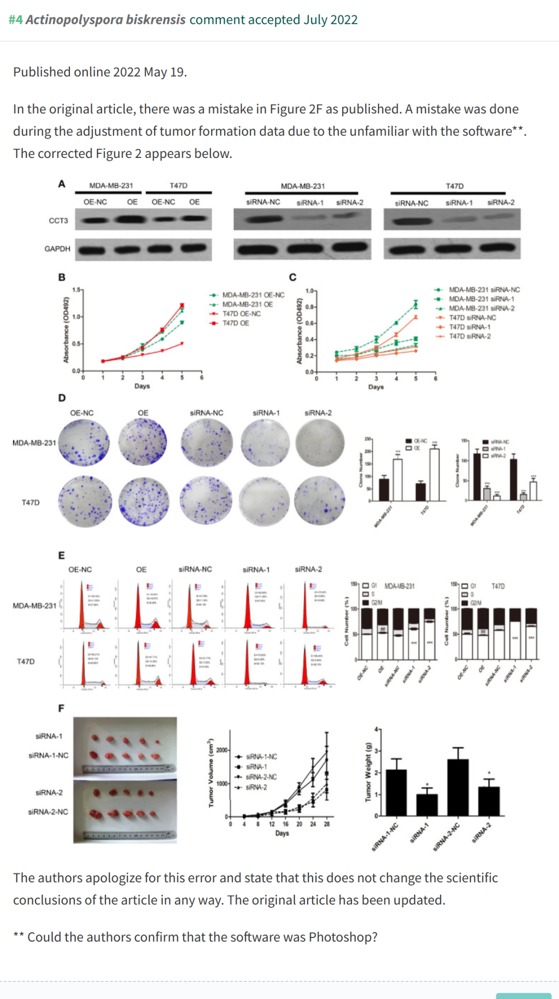 #4 Actinopolyspora biskrensis comment accepted July 2022
Published online 2022 May 19.
In the original article, there was a mistake in Figure 2F as published. A mistake was done
during the adjustment of tumor formation data due to the unfamiliar with the software**.
The corrected Figure 2 appears below.
A
MDA-MB-231 T47D MDA-MB-231 T47D
OE-NC OE OE-NC OE siRNA-NC siRNA-1 siRNA-2 siRNA-NC siRNA-1 siRNA-2
CCT3
GAPDH
B
Absorbance (OD492)
1.5
1.0
0.5
0.0
0 1 2 3 4 5 6
Days
MDA-MB-231 OE-NC
MDA-MB-231 OE
T47D OE-NC
T47D OE
C
Absorbance (OD492)
1.0
0.8
0.6
0.4
0.2
0.0
0 1 2 3 4 5 6
Days
MDA-MB-231 siRNA-NC
MDA-MB-231 siRNA-1
MDA-MB-231 siRNA-2
T47D siRNA-NC
T47D siRNA-1
T47D siRNA-2
D
OE-NC OE siRNA-NC siRNA-1 siRNA-2
MDA-MB-231
T47D
Clone Number
250
200
150
100
50
0
OE-NC
OE
***
MDA-MB-231 T47D
Clone Number
150
100
50
0
siRNA-NC
siRNA-1
siRNA-2
*** *** *** ***
MDA-MB-231 T47D
E
OE-NC OE siRNA-NC siRNA-1 siRNA-2
MDA-MB-231
T47D
Cell Number (%)
150
100
50
0
G1 MDA-MB-231
S
G2/M
##
*** ***
OE-NC OE siRNA-NC siRNA-1 siRNA-2
Cell Number (%)
150
100
50
0
G1 T47D
S
G2/M
##
*** ***
OE-NC OE siRNA-NC siRNA-1 siRNA-2
F
siRNA-1
siRNA-1-NC
siRNA-2
siRNA-2-NC
Tumor Volume (cm³)
2000
1000
0
0 4 8 12 16 20 24 28
Days
siRNA-1-NC
siRNA-1
siRNA-2-NC
siRNA-2
Tumor Weight (g)
4
3
2
1
0
* *
siRNA-1-NC siRNA-1 siRNA-2-NC siRNA-2
The authors apologize for this error and state that this does not change the scientific
conclusions of the article in any way. The original article has been updated.
** Could the authors confirm that the software was Photoshop?